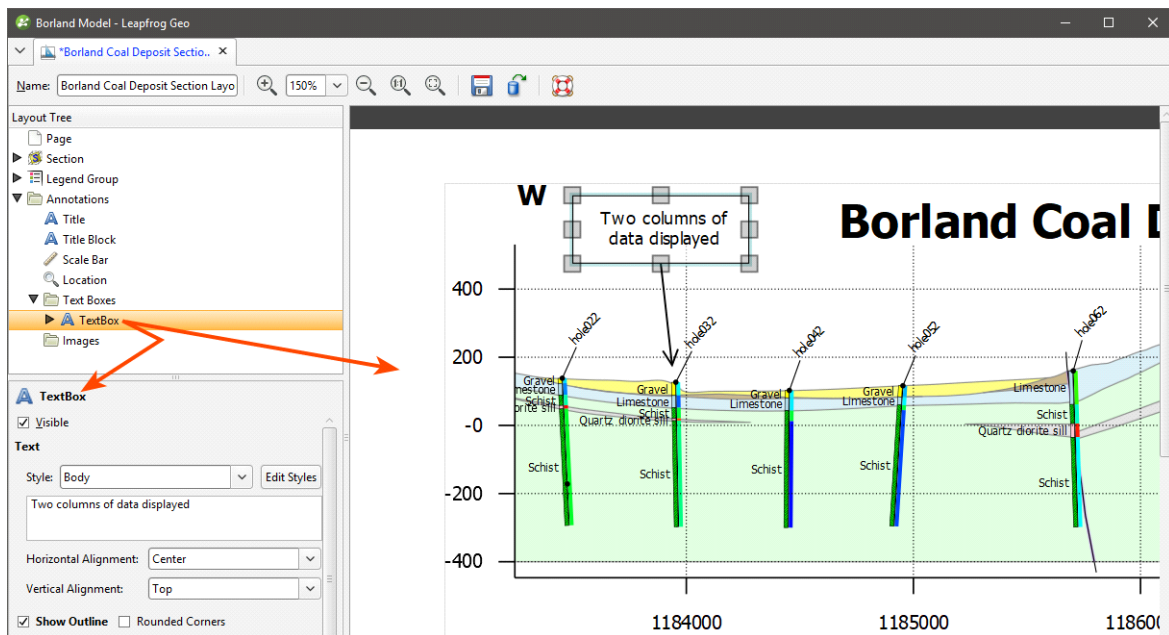 Borland Model - Leapfrog Geo
*Borland Coal Deposit Sectio..
Name: Borland Coal Deposit Section Layo 150%
Layout Tree
Page
Section
Legend Group
Annotations
Title
Title Block
Scale Bar
Location
Text Boxes
TextBox
Images
TextBox
Visible
Text
Style: Body Edit Styles
Two columns of data displayed
Horizontal Alignment: Center
Vertical Alignment: Top
Show Outline Rounded Corners
W
Two columns of
data displayed
Borland Coal
400
200
-0
-200
-400
hole022
hole032
hole042
hole052
hole062
Gravel
Schist
Schist
Gravel
Limestone
Schist
Quartz diorite sill
Schist
Gravel
Limestone
Schist
Gravel
Limestone
Schist
Limestone
Schist
Quartz diorite sill
Schist
1184000
1185000